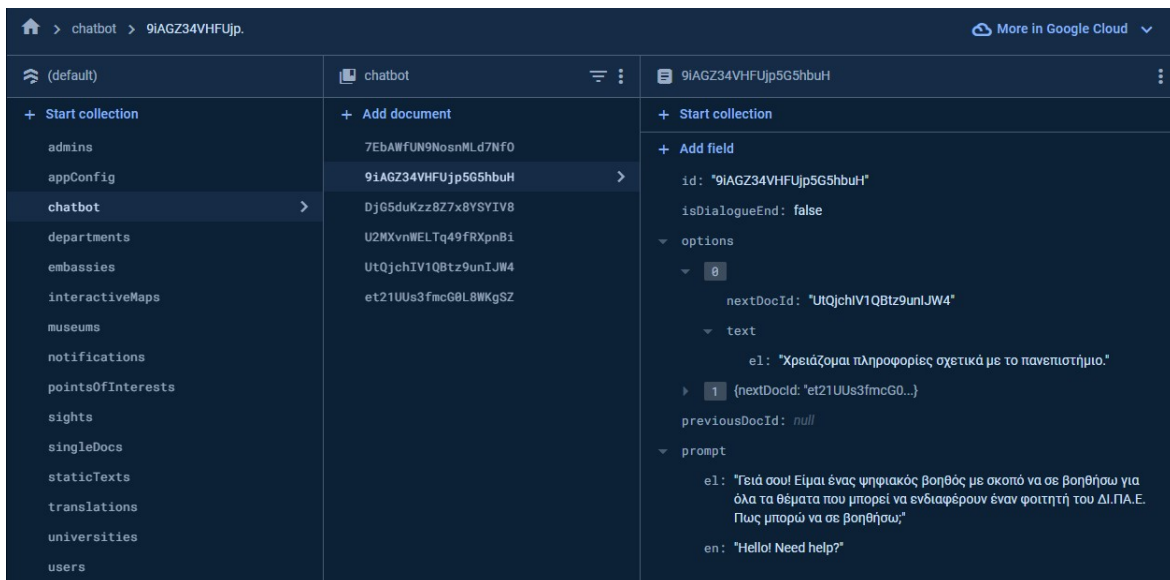 chatbot > 9iAGZ34VHFUjp.
More in Google Cloud
(default)
+ Start collection
admins
appConfig
chatbot
departments
embassies
interactiveMaps
museums
notifications
pointsOfInterests
sights
singleDocs
staticTexts
translations
universities
users
chatbot
+ Add document
7EbAWfUN9NosnMLd7NfO
9iAGZ34VHFUjp5G5hbuH
DjG5duKzz8Z7x8YSYIV8
U2MXvnWELTq49fRXpnBi
UtQjchIV1QBtz9unIJW4
et21UUs3fmcG0L8WKgSZ
9iAGZ34VHFUjp5G5hbuH
+ Start collection
+ Add field
id: "9iAGZ34VHFUjp5G5hbuH"
isDialogueEnd: false
options
0
nextDocId: "UtQjchIV1QBtz9unIJW4"
text
el: "Χρειάζομαι πληροφορίες σχετικά με το πανεπιστήμιο."
1 {nextDocId: "et21UUs3fmcG0...}
previousDocId: null
prompt
el: "Γειά σου! Είμαι ένας ψηφιακός βοηθός με σκοπό να σε βοηθήσω για
όλα τα θέματα που μπορεί να ενδιαφέρουν έναν φοιτητή του ΔΙ.ΠΑ.Ε.
Πως μπορώ να σε βοηθήσω;"
en: "Hello! Need help?"